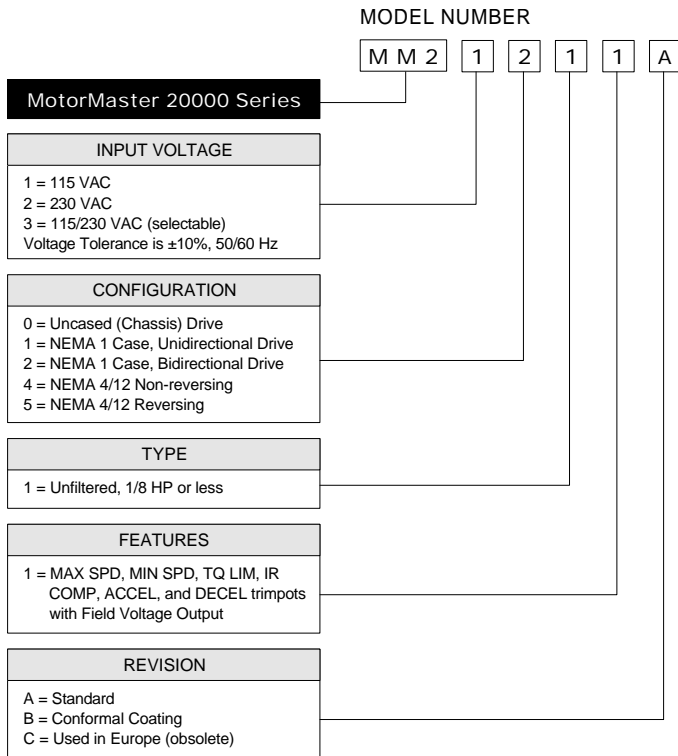 MODEL NUMBER
MM2 1 2 1 1 A
MotorMaster 20000 Series
INPUT VOLTAGE
1 = 115 VAC
2 = 230 VAC
3 = 115/230 VAC (selectable)
Voltage Tolerance is ±10%, 50/60 Hz
CONFIGURATION
0 = Uncased (Chassis) Drive
1 = NEMA 1 Case, Unidirectional Drive
2 = NEMA 1 Case, Bidirectional Drive
4 = NEMA 4/12 Non-reversing
5 = NEMA 4/12 Reversing
TYPE
1 = Unfiltered, 1/8 HP or less
FEATURES
1 = MAX SPD, MIN SPD, TQ LIM, IR
COMP, ACCEL, and DECEL trimpots
with Field Voltage Output
REVISION
A = Standard
B = Conformal Coating
C = Used in Europe (obsolete)